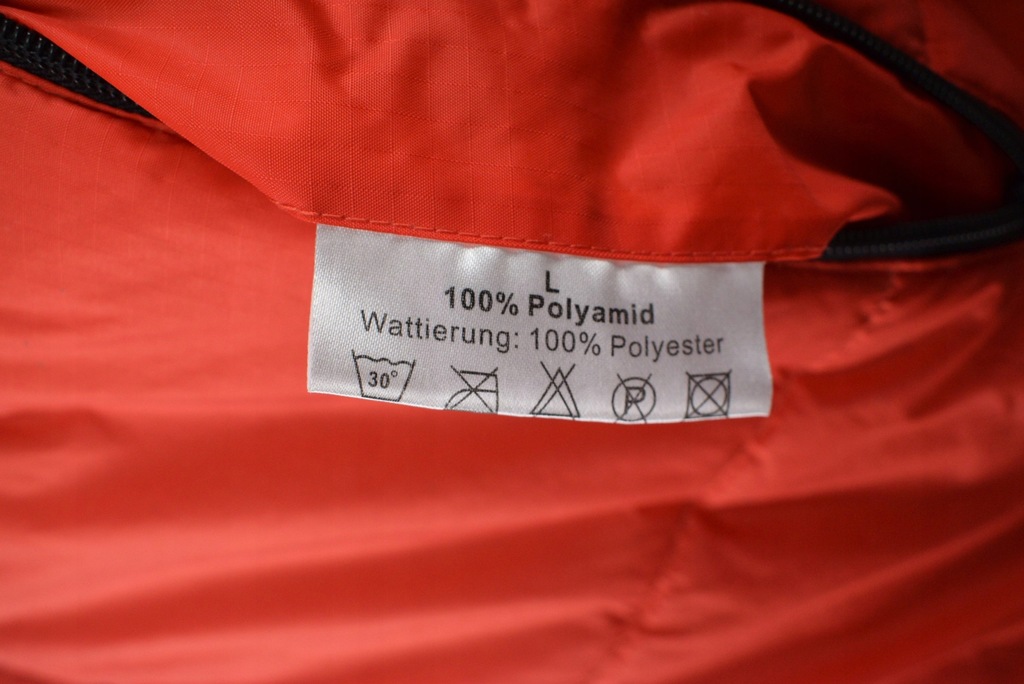 L
100% Polyamid
Wattierung: 100% Polyester
30° P